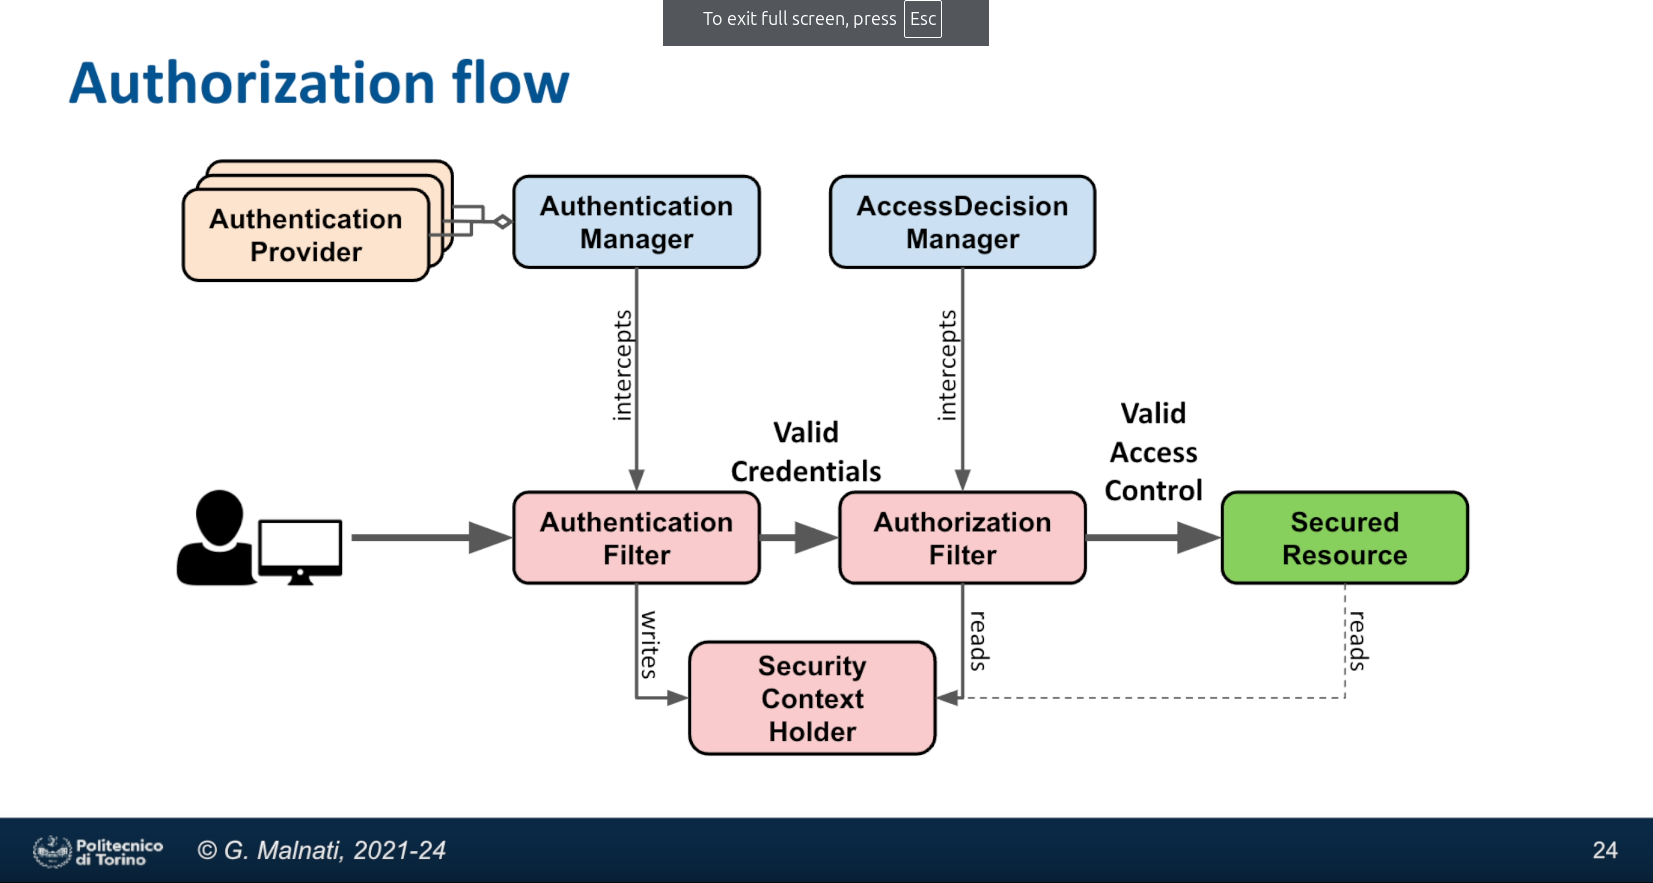 To exit full screen, press Esc
Authorization flow
Authentication
Provider
Authentication
Manager
AccessDecision
Manager
intercepts
intercepts
Valid
Credentials
Valid
Access
Control
Authentication
Filter
Authorization
Filter
Secured
Resource
writes
reads
reads
Security
Context
Holder
Politecnico
di Torino
© G. Malnati, 2021-24
24